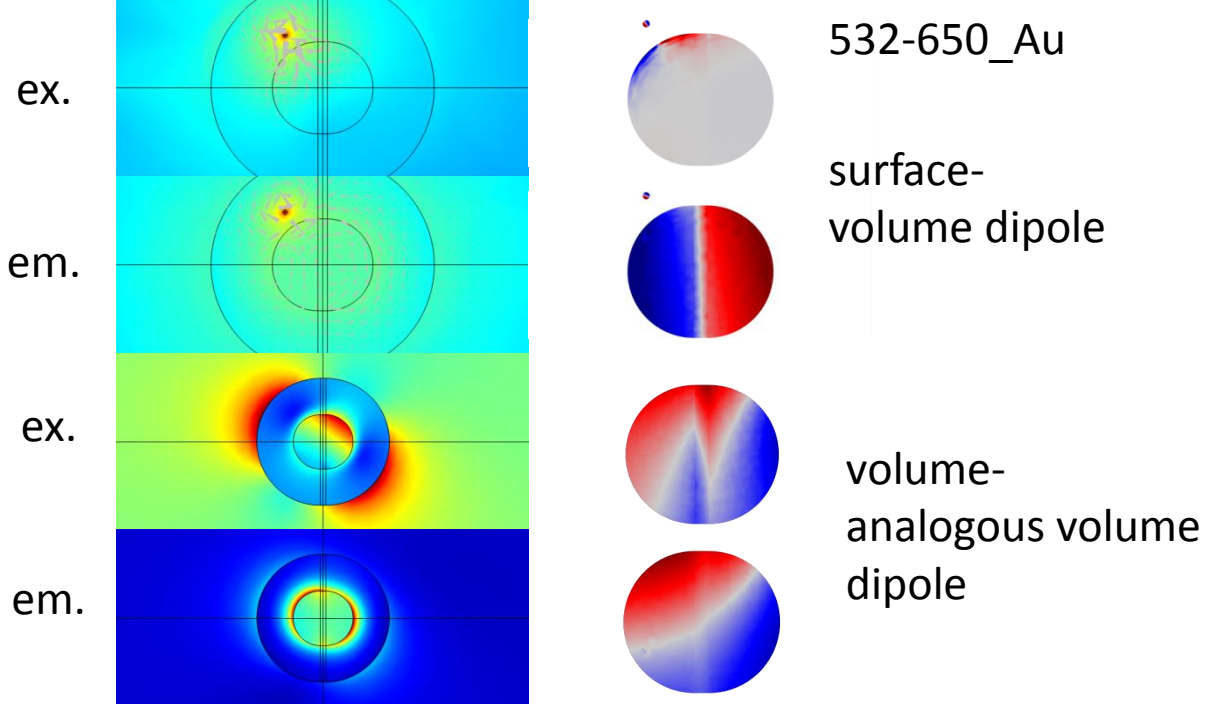 ex.
532-650_Au
surface-
volume dipole
em.
ex.
volume-
analogous volume
dipole
em.